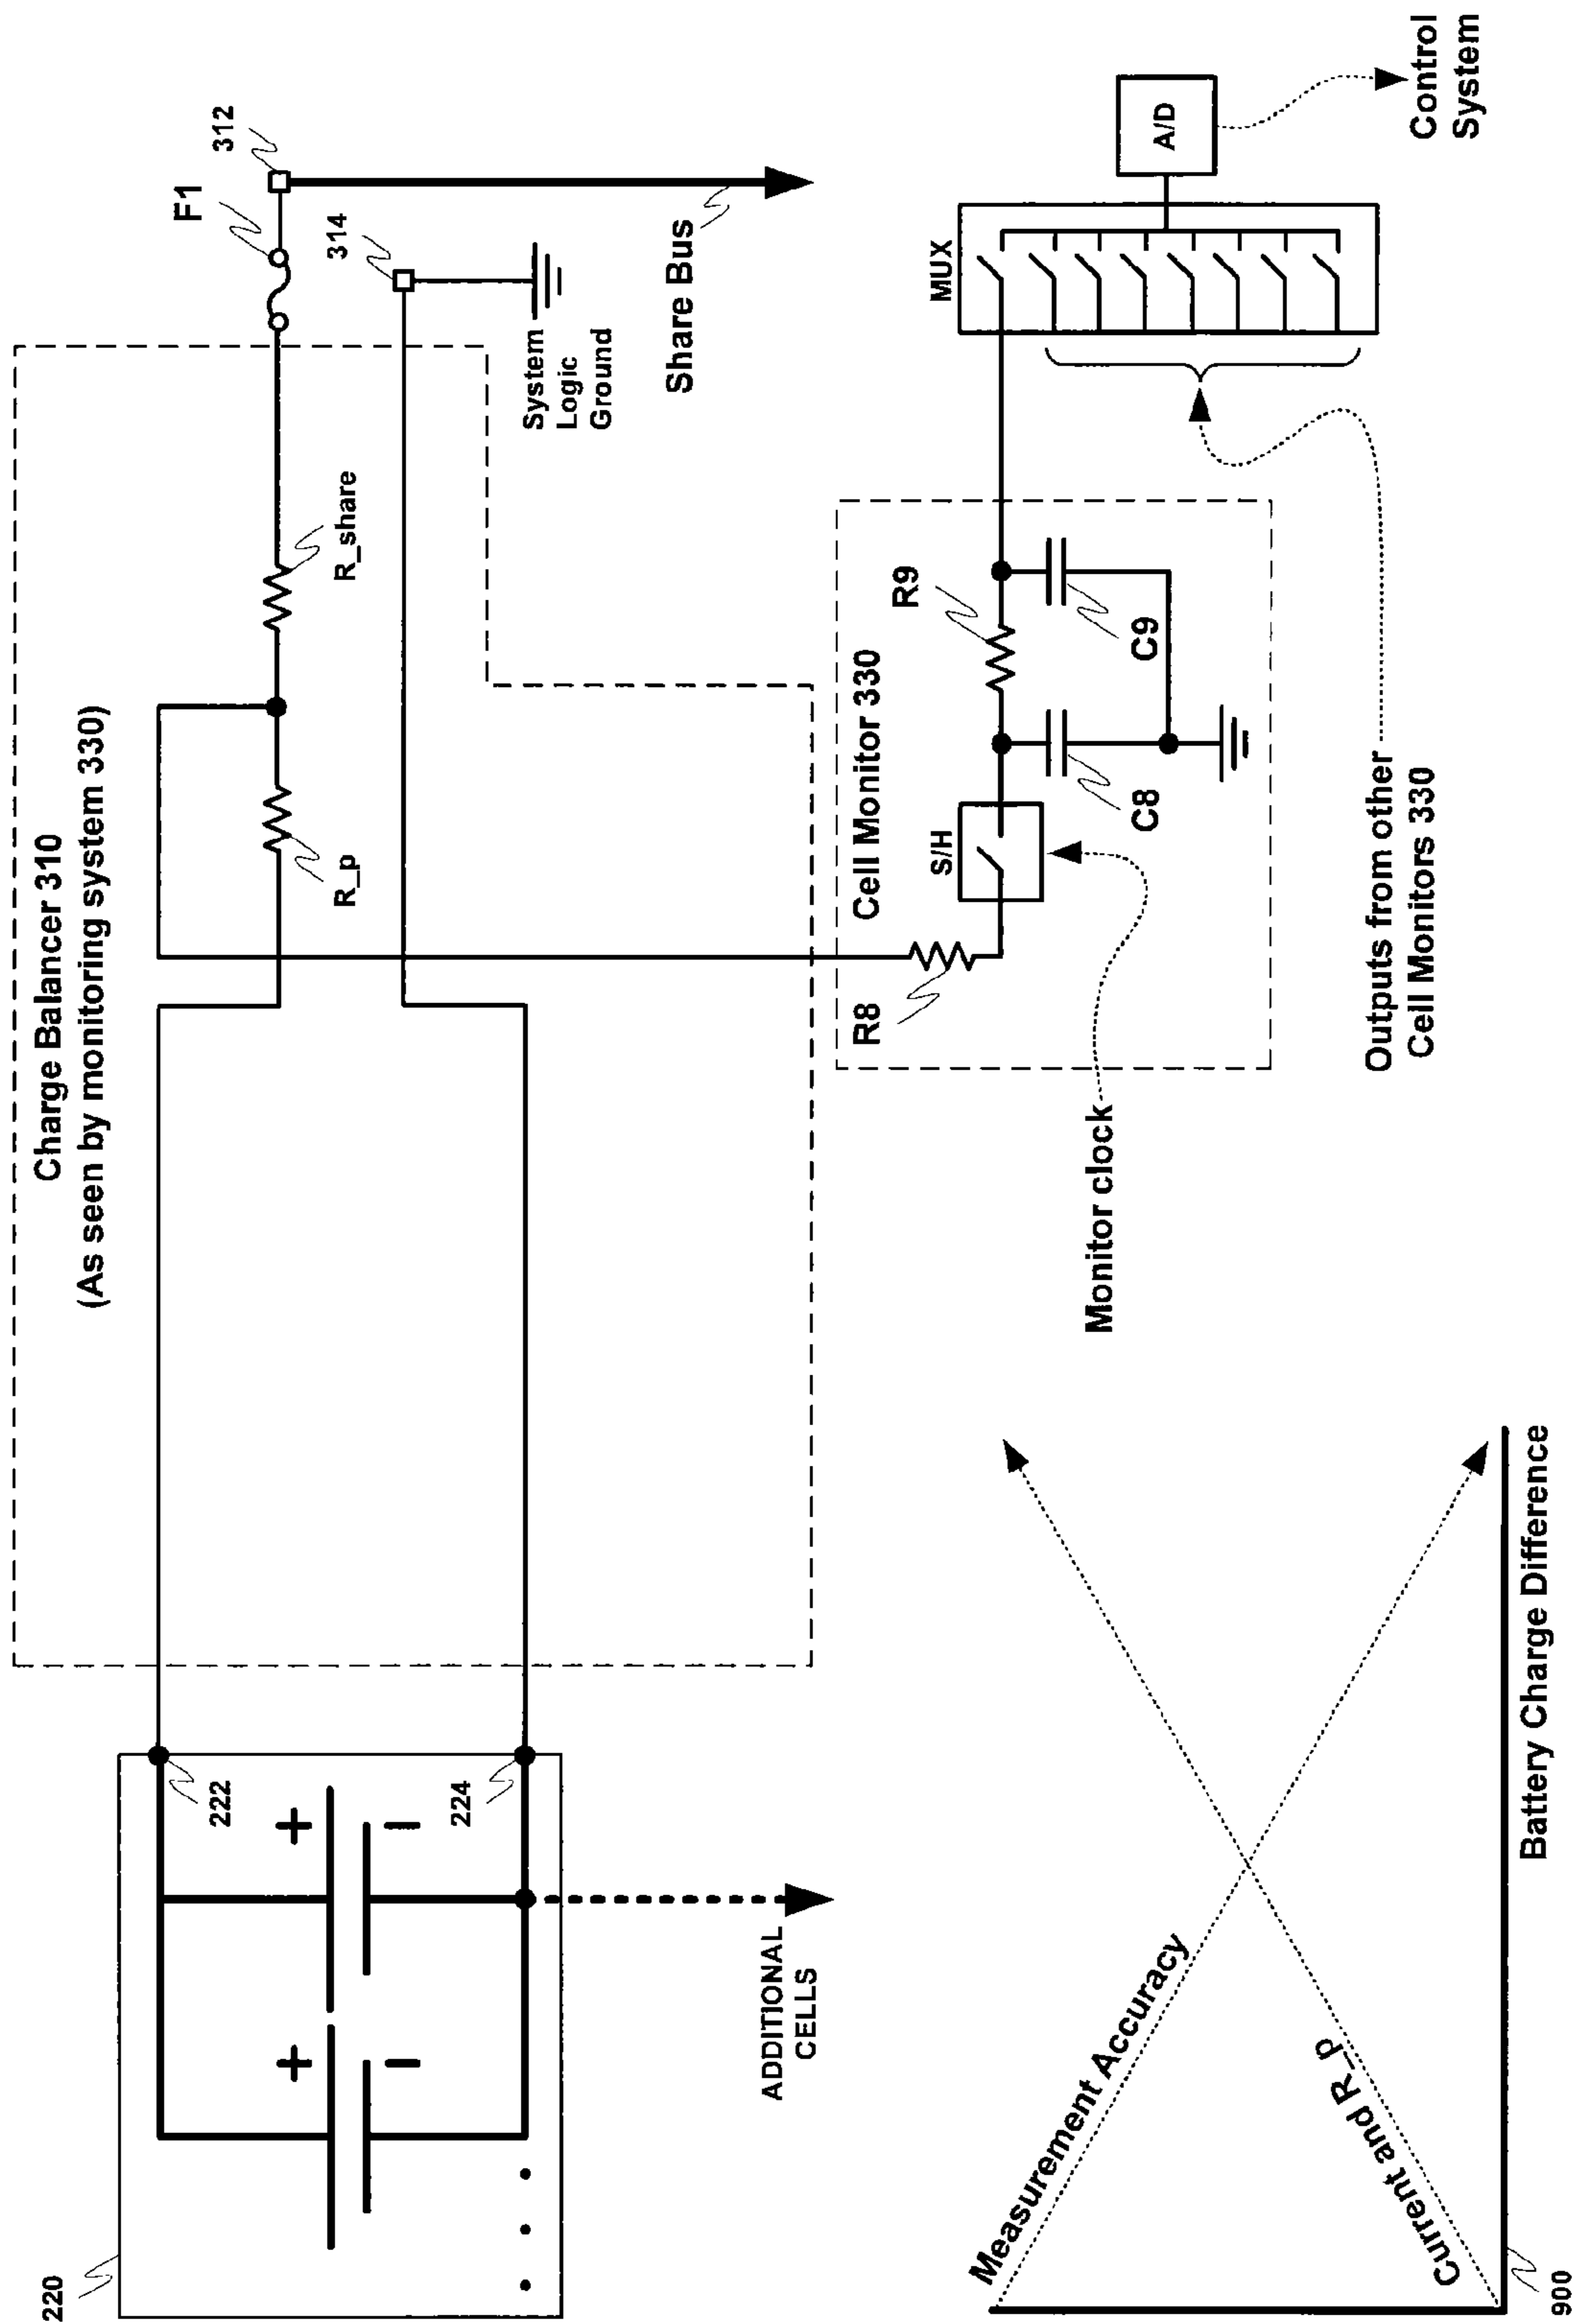 Charge Balancer 310
(As seen by monitoring system 330)
220
222
224
+
−
+
−
ADDITIONAL
CELLS
R_p
R_share
F1
312
314
System
Logic
Ground
Share Bus
Cell Monitor 330
R8
S/H
R9
C8
C9
MUX
A/D
Control
System
Monitor clock
Outputs from other
Cell Monitors 330
Measurement Accuracy
Current and R_p
Battery Charge Difference
900